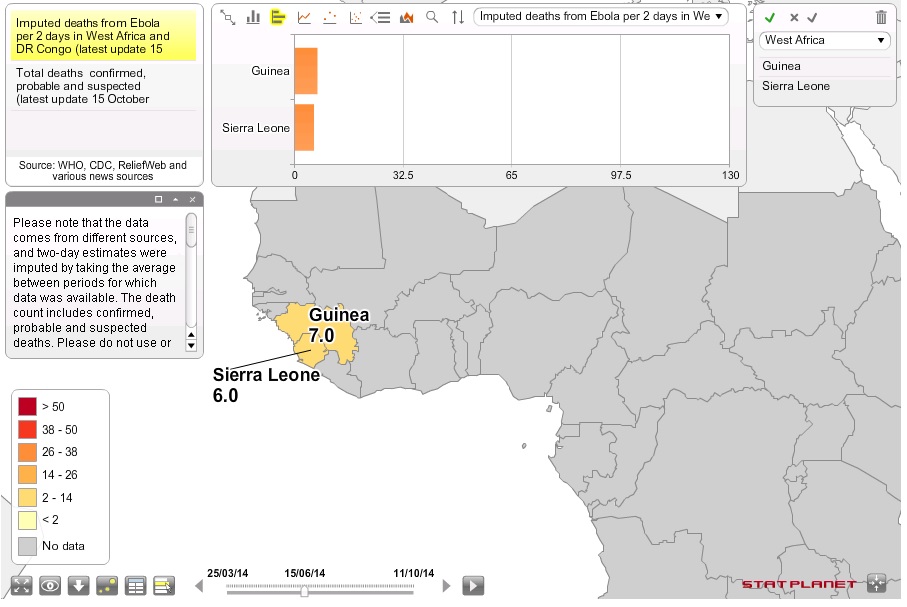 Imputed deaths from Ebola
per 2 days in West Africa and
DR Congo (latest update 15
Total deaths confirmed,
probable and suspected
(latest update 15 October
Source: WHO, CDC, ReliefWeb and
various news sources
Imputed deaths from Ebola per 2 days in We
Guinea
Sierra Leone
0 32.5 65 97.5 130
West Africa
Guinea
Sierra Leone
Please note that the data
comes from different sources,
and two-day estimates were
imputed by taking the average
between periods for which
data was available. The death
count includes confirmed,
probable and suspected
deaths. Please do not use or
Guinea
7.0
Sierra Leone
6.0
> 50
38 - 50
26 - 38
14 - 26
2 - 14
< 2
No data
25/03/14 15/06/14 11/10/14
STATPLANET